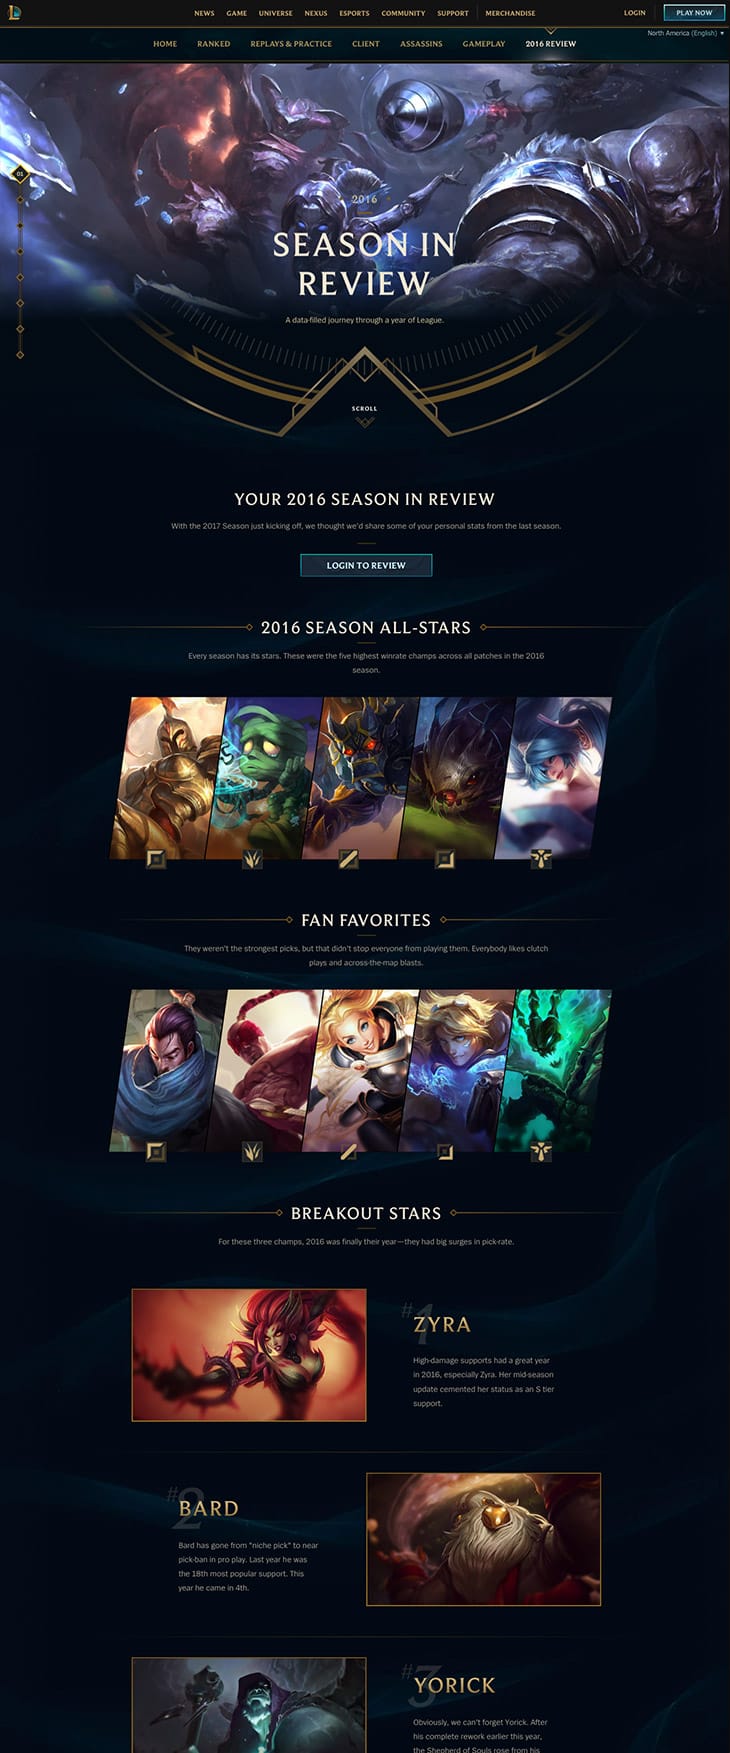 NEWS GAME UNIVERSE NEXUS ESPORTS COMMUNITY SUPPORT MERCHANDISE LOGIN PLAY NOW
North America (English)
HOME RANKED REPLAYS & PRACTICE CLIENT ASSASSINS GAMEPLAY 2016 REVIEW
01
2016
SEASON IN
REVIEW
A data-filled journey through a year of League.
SCROLL
YOUR 2016 SEASON IN REVIEW
With the 2017 Season just kicking off, we thought we'd share some of your personal stats from the last season.
LOGIN TO REVIEW
2016 SEASON ALL-STARS
Every season has its stars. These were the five highest winrate champs across all patches in the 2016
season.
FAN FAVORITES
They weren't the strongest picks, but that didn't stop everyone from playing them. Everybody likes clutch
plays and across-the-map blasts.
BREAKOUT STARS
For these three champs, 2016 was finally their year—they had big surges in pick-rate.
#1
ZYRA
High-damage supports had a great year
in 2016, especially Zyra. Her mid-season
update cemented her status as an S tier
support.
#2
BARD
Bard has gone from "niche pick" to near
pick-ban in pro play. Last year he was
the 18th most popular support. This
year he came in 4th.
#3
YORICK
Obviously, we can't forget Yorick. After
his complete rework earlier this year,
the Shepherd of Souls rose from his